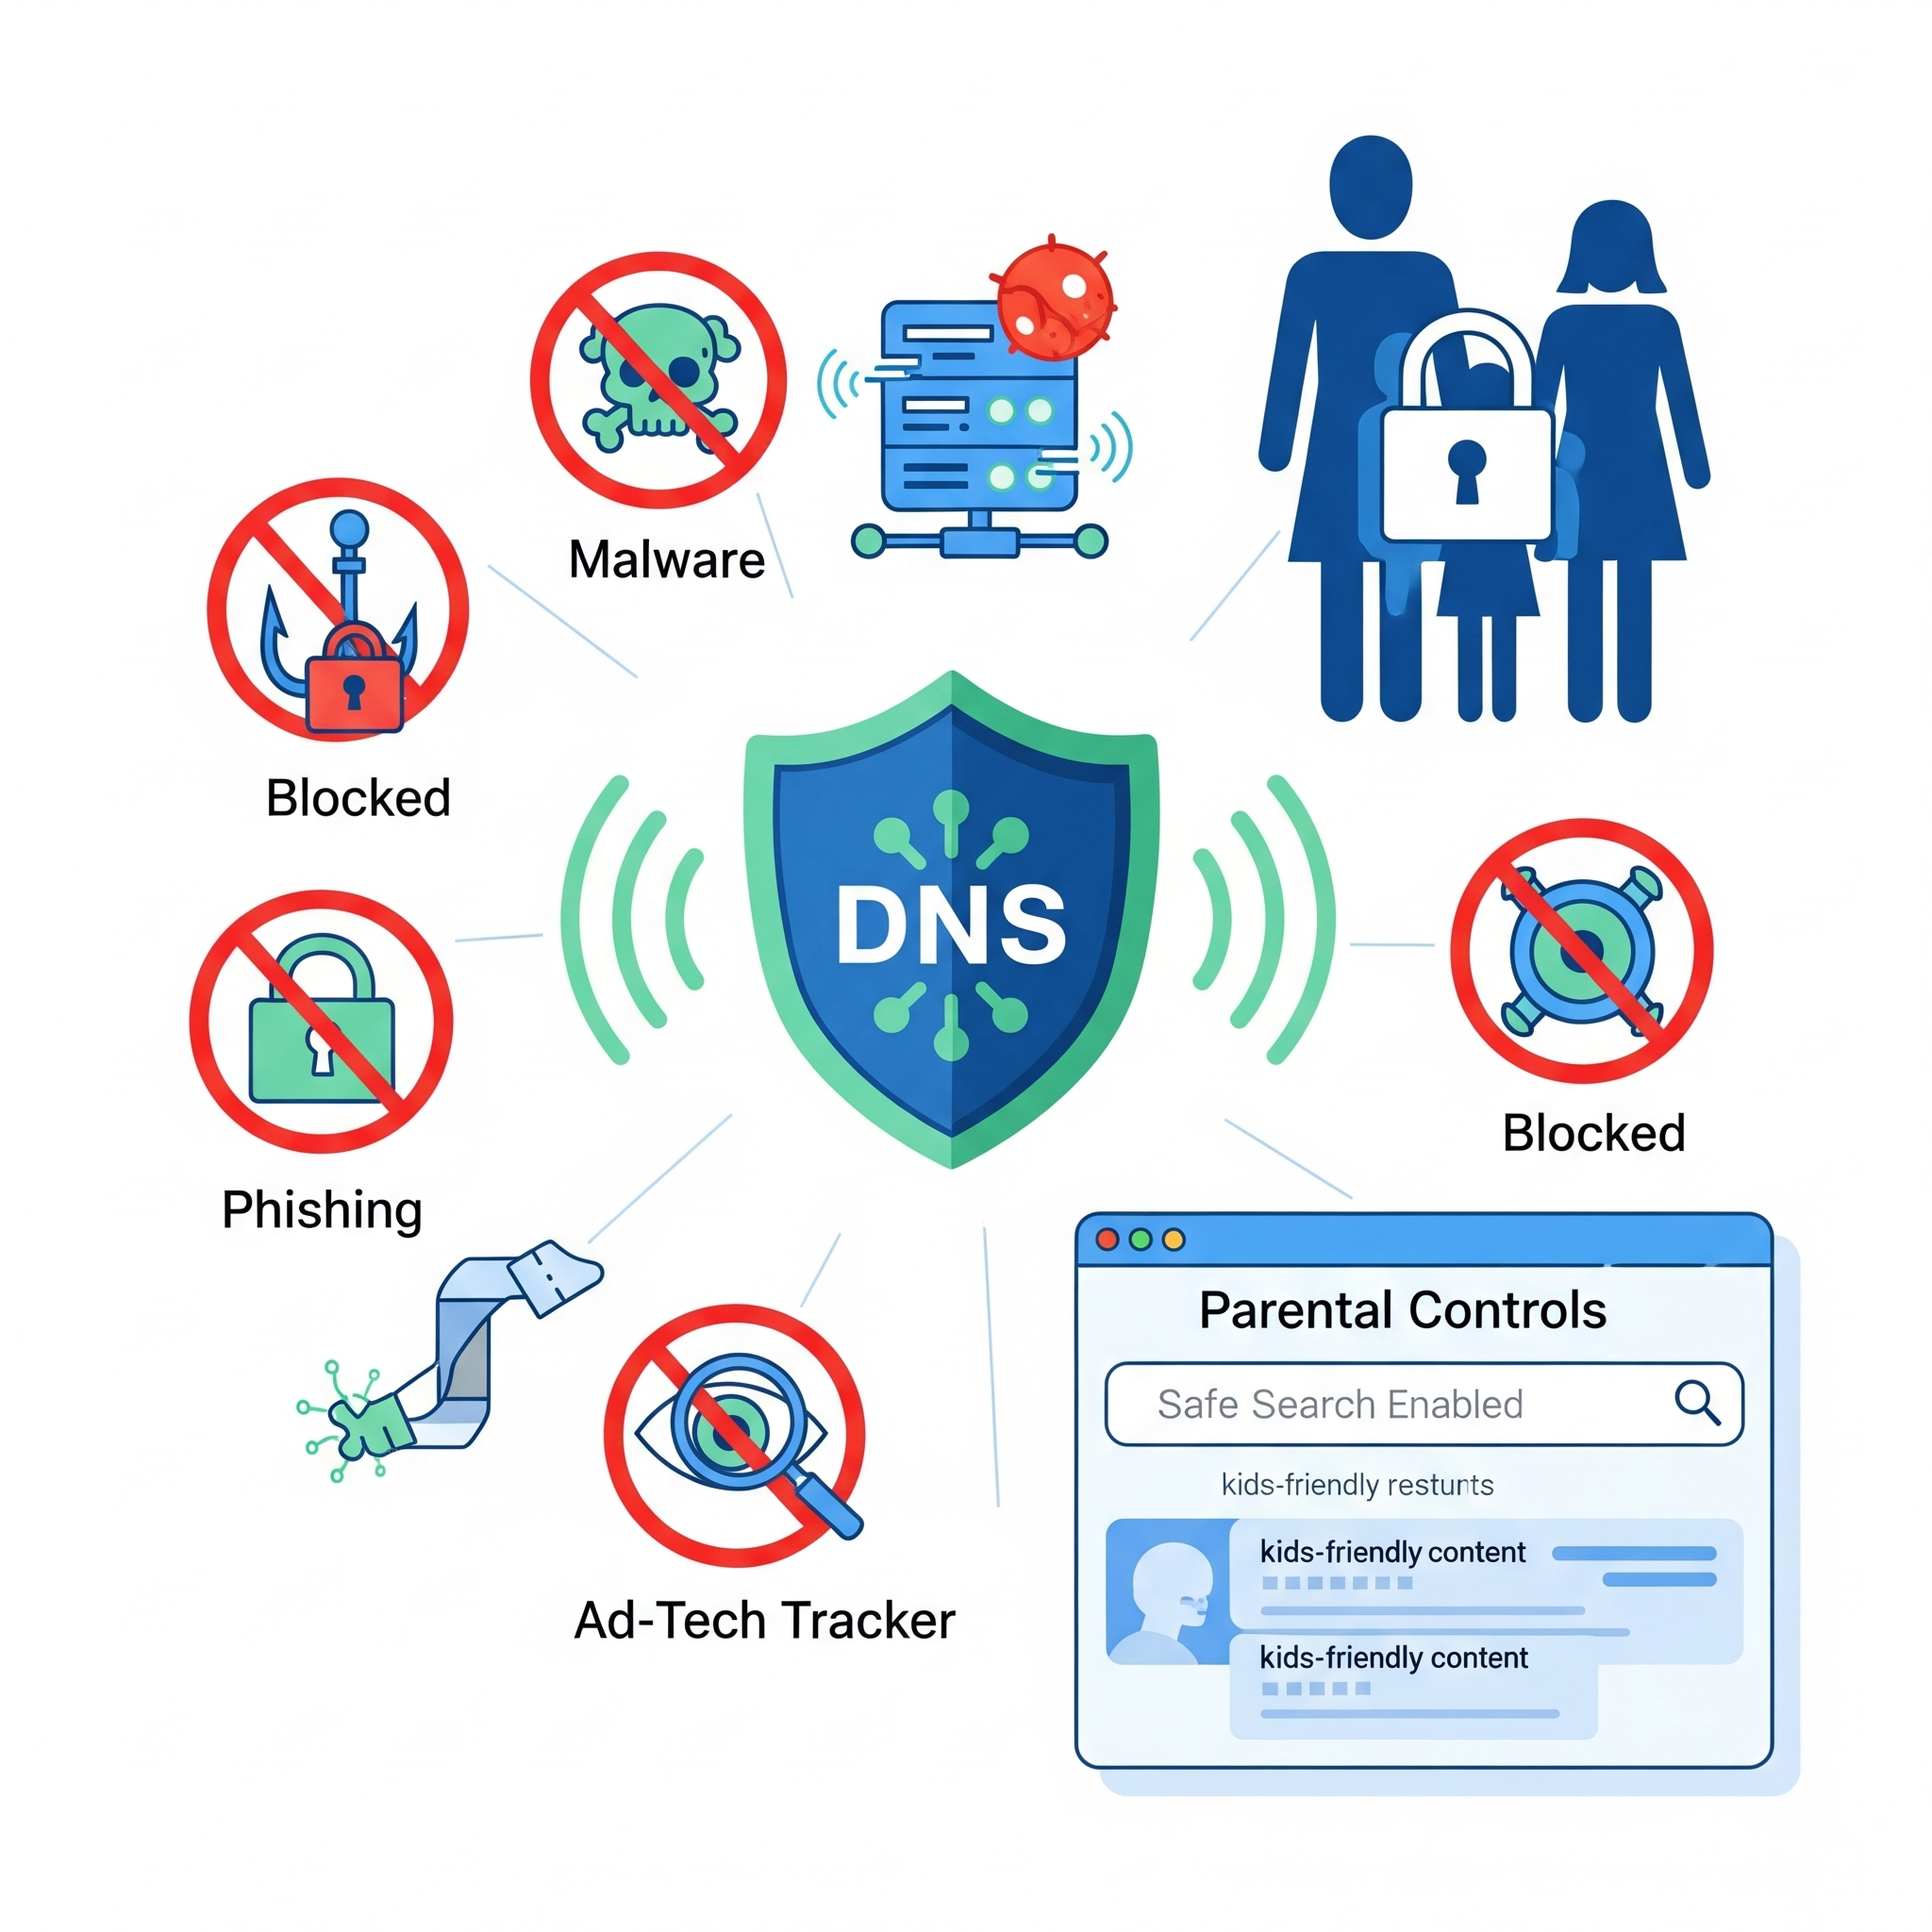 Malware
Blocked
DNS
Phishing
Blocked
Ad-Tech Tracker
Parental Controls
Safe Search Enabled
kids-friendly
kids-friendly content
kids-friendly content